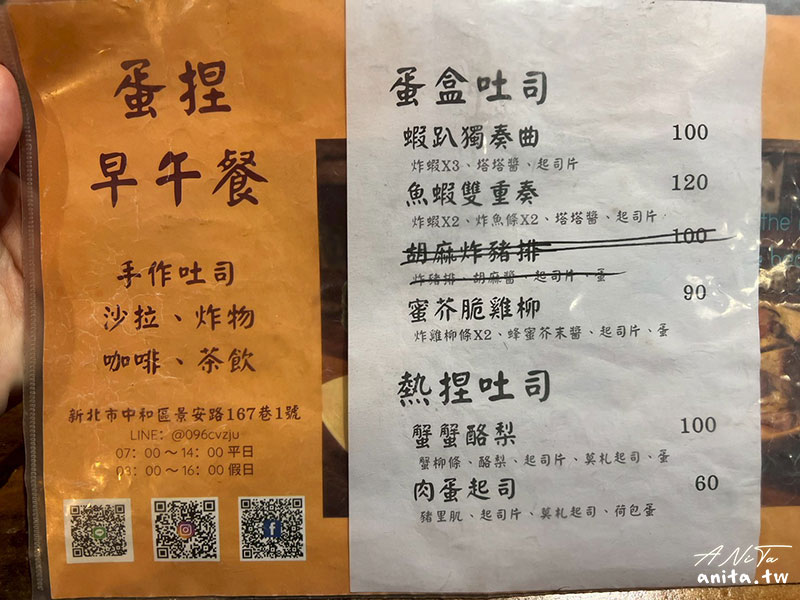 蛋捏
早午餐
手作吐司
沙拉、炸物
咖啡、茶飲
新北市中和區景安路167巷1號
LINE：@096cvzju
07：00～14：00 平日
03：00～16：00 假日
蛋盒吐司
蝦趴獨奏曲 100
炸蝦X3、塔塔醬、起司片
魚蝦雙重奏 120
炸蝦X2、炸魚條X2、塔塔醬、起司片
胡麻炸豬排 100
炸豬排、胡麻醬、起司片、蛋
蜜芥脆雞柳 90
炸雞柳條X2、蜂蜜芥末醬、起司片、蛋
熱捏吐司
蟹蟹酪梨 100
蟹柳條、酪梨、起司片、莫札起司、蛋
肉蛋起司 60
豬里肌、起司片、莫札起司、荷包蛋
the
ANiTa
anita.tw